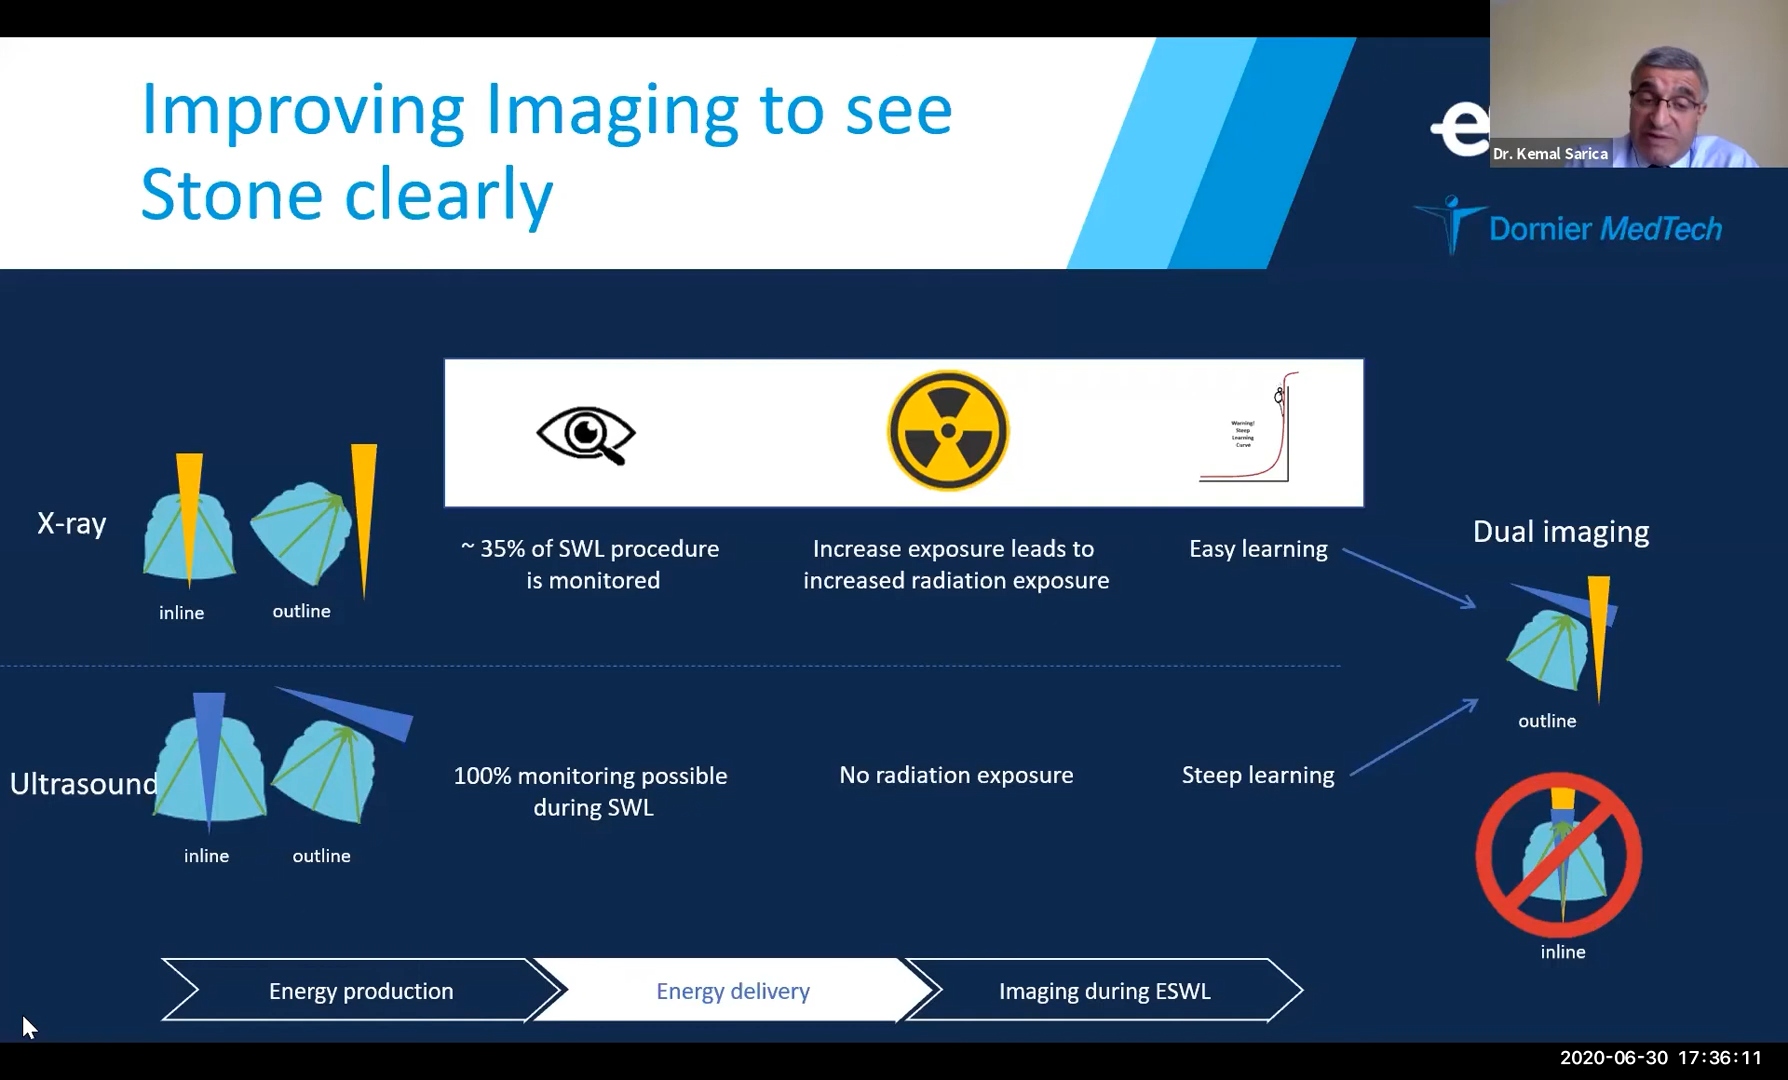 Improving Imaging to see
Stone clearly
e
Dr. Kemal Sarica
Dornier MedTech
Warning!
Steep
Learning
Curve
X-ray
inline
outline
~ 35% of SWL procedure
is monitored
Increase exposure leads to
increased radiation exposure
Easy learning
Dual imaging
outline
Ultrasound
inline
outline
100% monitoring possible
during SWL
No radiation exposure
Steep learning
inline
Energy production
Energy delivery
Imaging during ESWL
2020-06-30 17:36:11